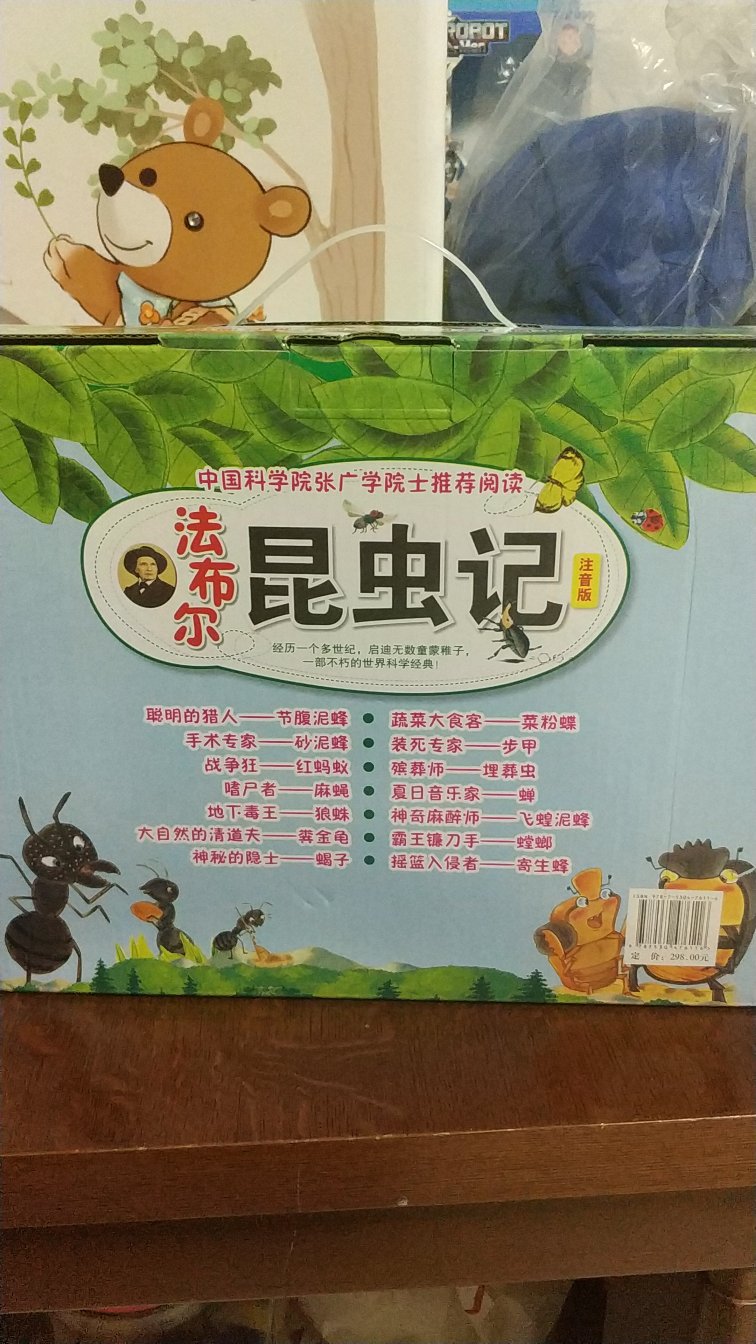 ROBOT
中国科学院张广学院士推荐阅读
法布尔
昆虫记
注音版
经历一个多世纪，启迪无数童蒙稚子，
一部不朽的世界科学经典！
聪明的猎人——节腹泥蜂 ● 蔬菜大食客——菜粉蝶
手术专家——砂泥蜂 ● 装死专家——步甲
战争狂——红蚂蚁 ● 殡葬师——埋葬虫
嗜尸者——麻蝇 ● 夏日音乐家——蝉
地下毒王——狼蛛 ● 神奇麻醉师——飞蝗泥蜂
大自然的清道夫——粪金龟 ● 霸王镰刀手——螳螂
神秘的隐士——蝎子 ● 摇篮入侵者——寄生蜂
定 价：298.00元